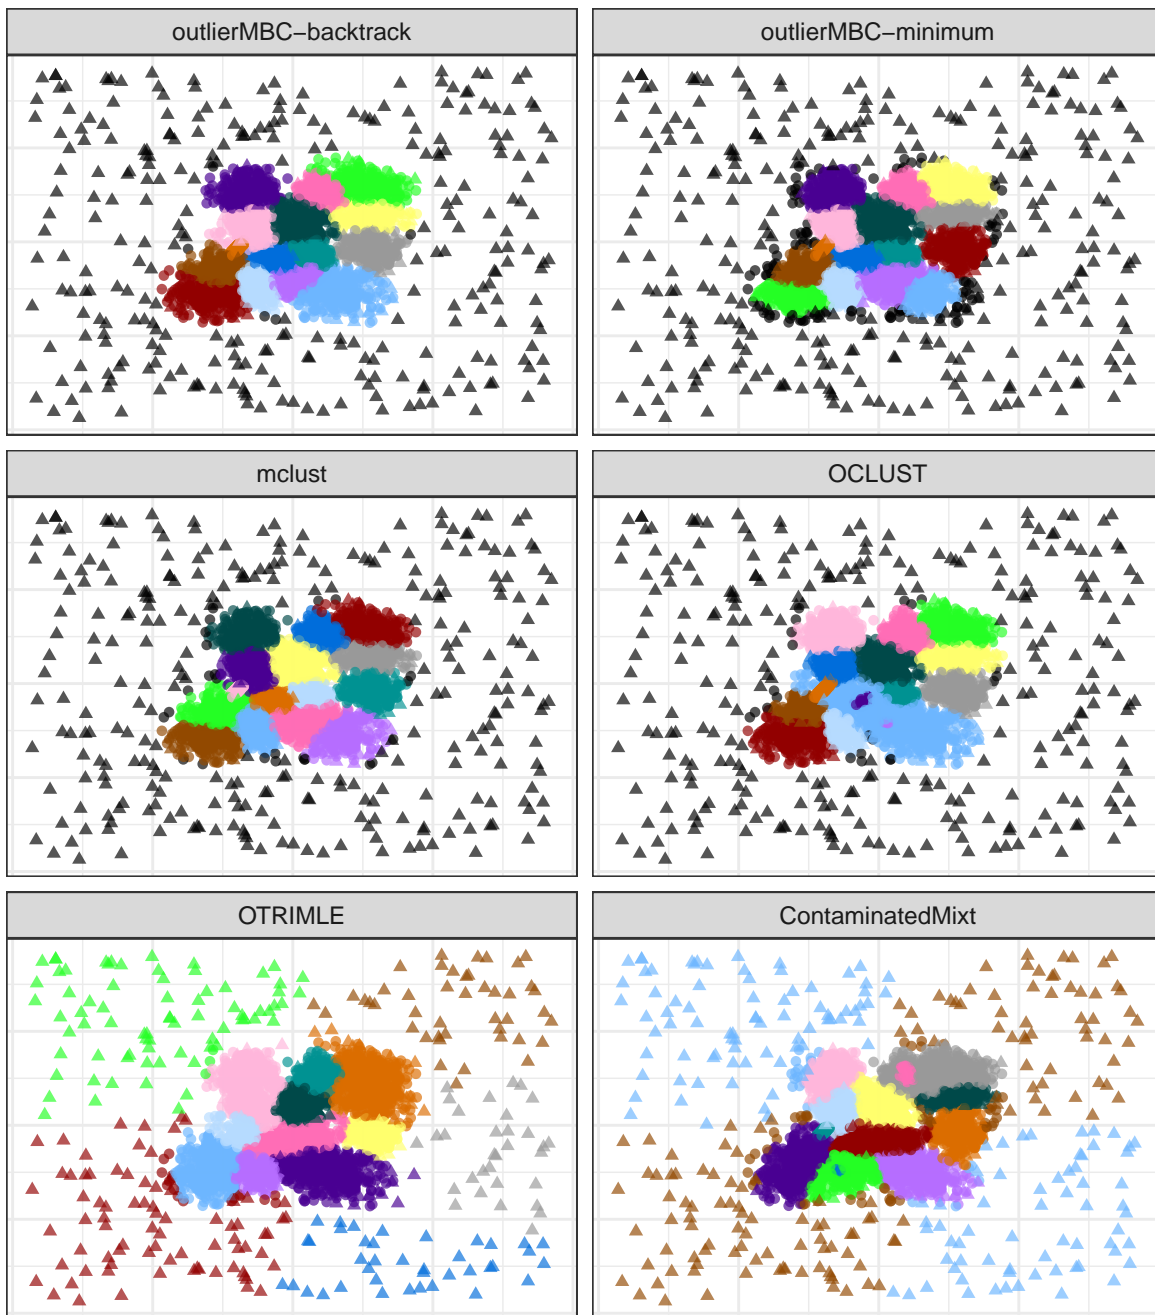 outlierMBC−backtrack
outlierMBC−minimum
mclust
OCLUST
OTRIMLE
ContaminatedMixt